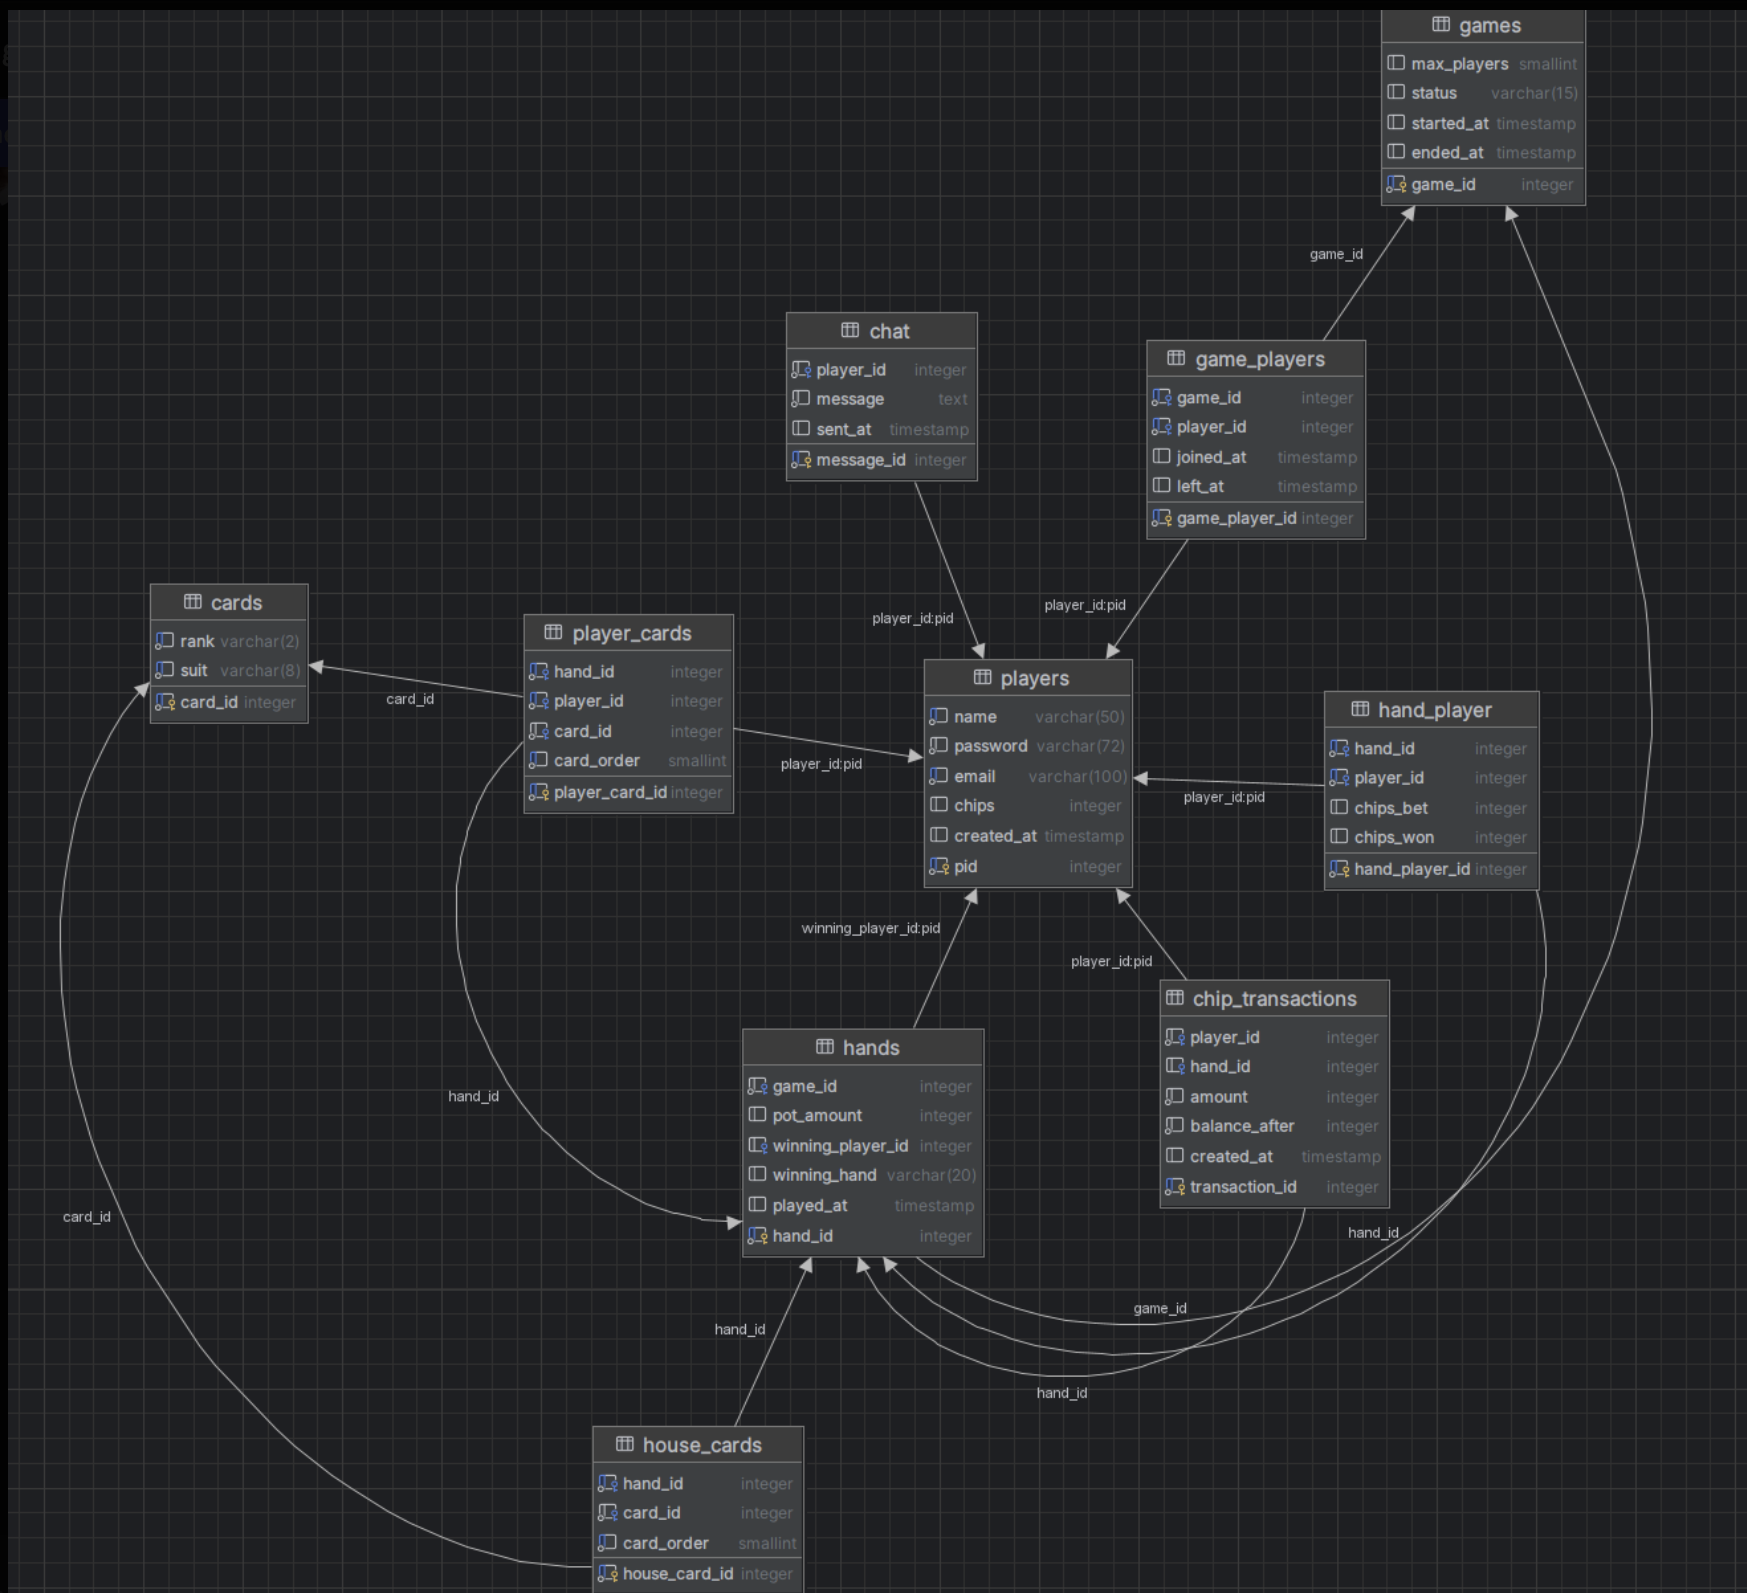 games
max_players smallint
status varchar(15)
started_at timestamp
ended_at timestamp
game_id integer
game_id
chat
player_id integer
message text
sent_at timestamp
message_id integer
game_players
game_id integer
player_id integer
joined_at timestamp
left_at timestamp
game_player_id integer
player_id:pid
player_id:pid
cards
rank varchar(2)
suit varchar(8)
card_id integer
card_id
player_cards
hand_id integer
player_id integer
card_id integer
card_order smallint
player_card_id integer
player_id:pid
players
name varchar(50)
password varchar(72)
email varchar(100)
chips integer
created_at timestamp
pid integer
player_id:pid
hand_player
hand_id integer
player_id integer
chips_bet integer
chips_won integer
hand_player_id integer
winning_player_id:pid
player_id:pid
chip_transactions
player_id integer
hand_id integer
amount integer
balance_after integer
created_at timestamp
transaction_id integer
hands
game_id integer
pot_amount integer
winning_player_id integer
winning_hand varchar(20)
played_at timestamp
hand_id integer
hand_id
card_id
hand_id
game_id
hand_id
hand_id
house_cards
hand_id integer
card_id integer
card_order smallint
house_card_id integer